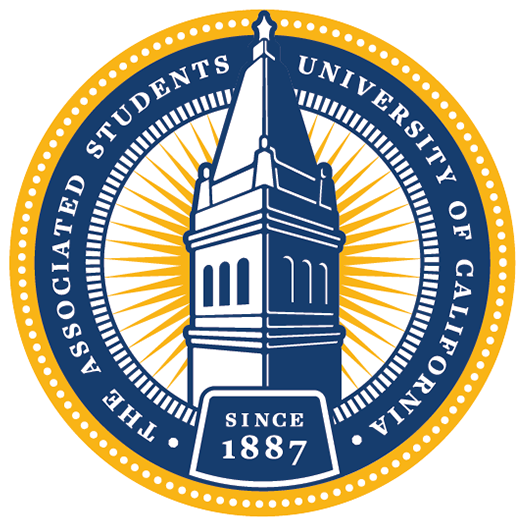 THE ASSOCIATED STUDENTS UNIVERSITY OF CALIFORNIA
SINCE
1887